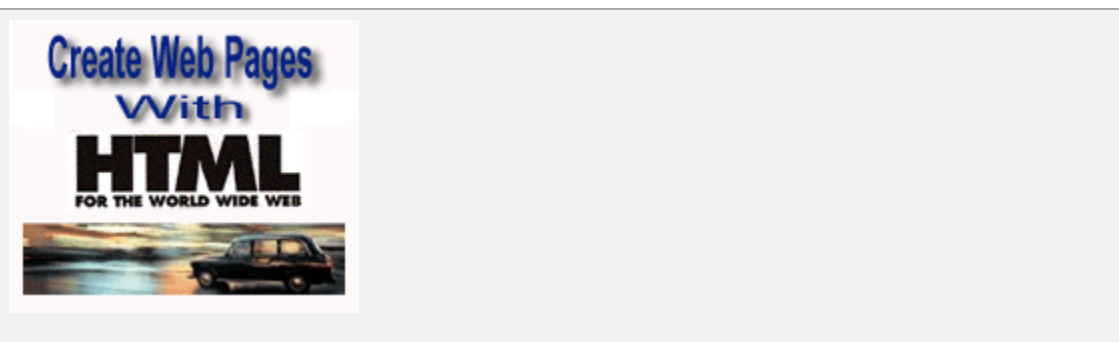 Create Web Pages
With
HTML
FOR THE WORLD WIDE WEB